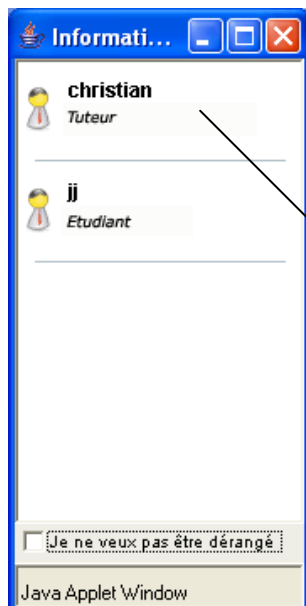 Informati...
christian
Tuteur
jj
Etudiant
Je ne veux pas être dérangé
Java Applet Window